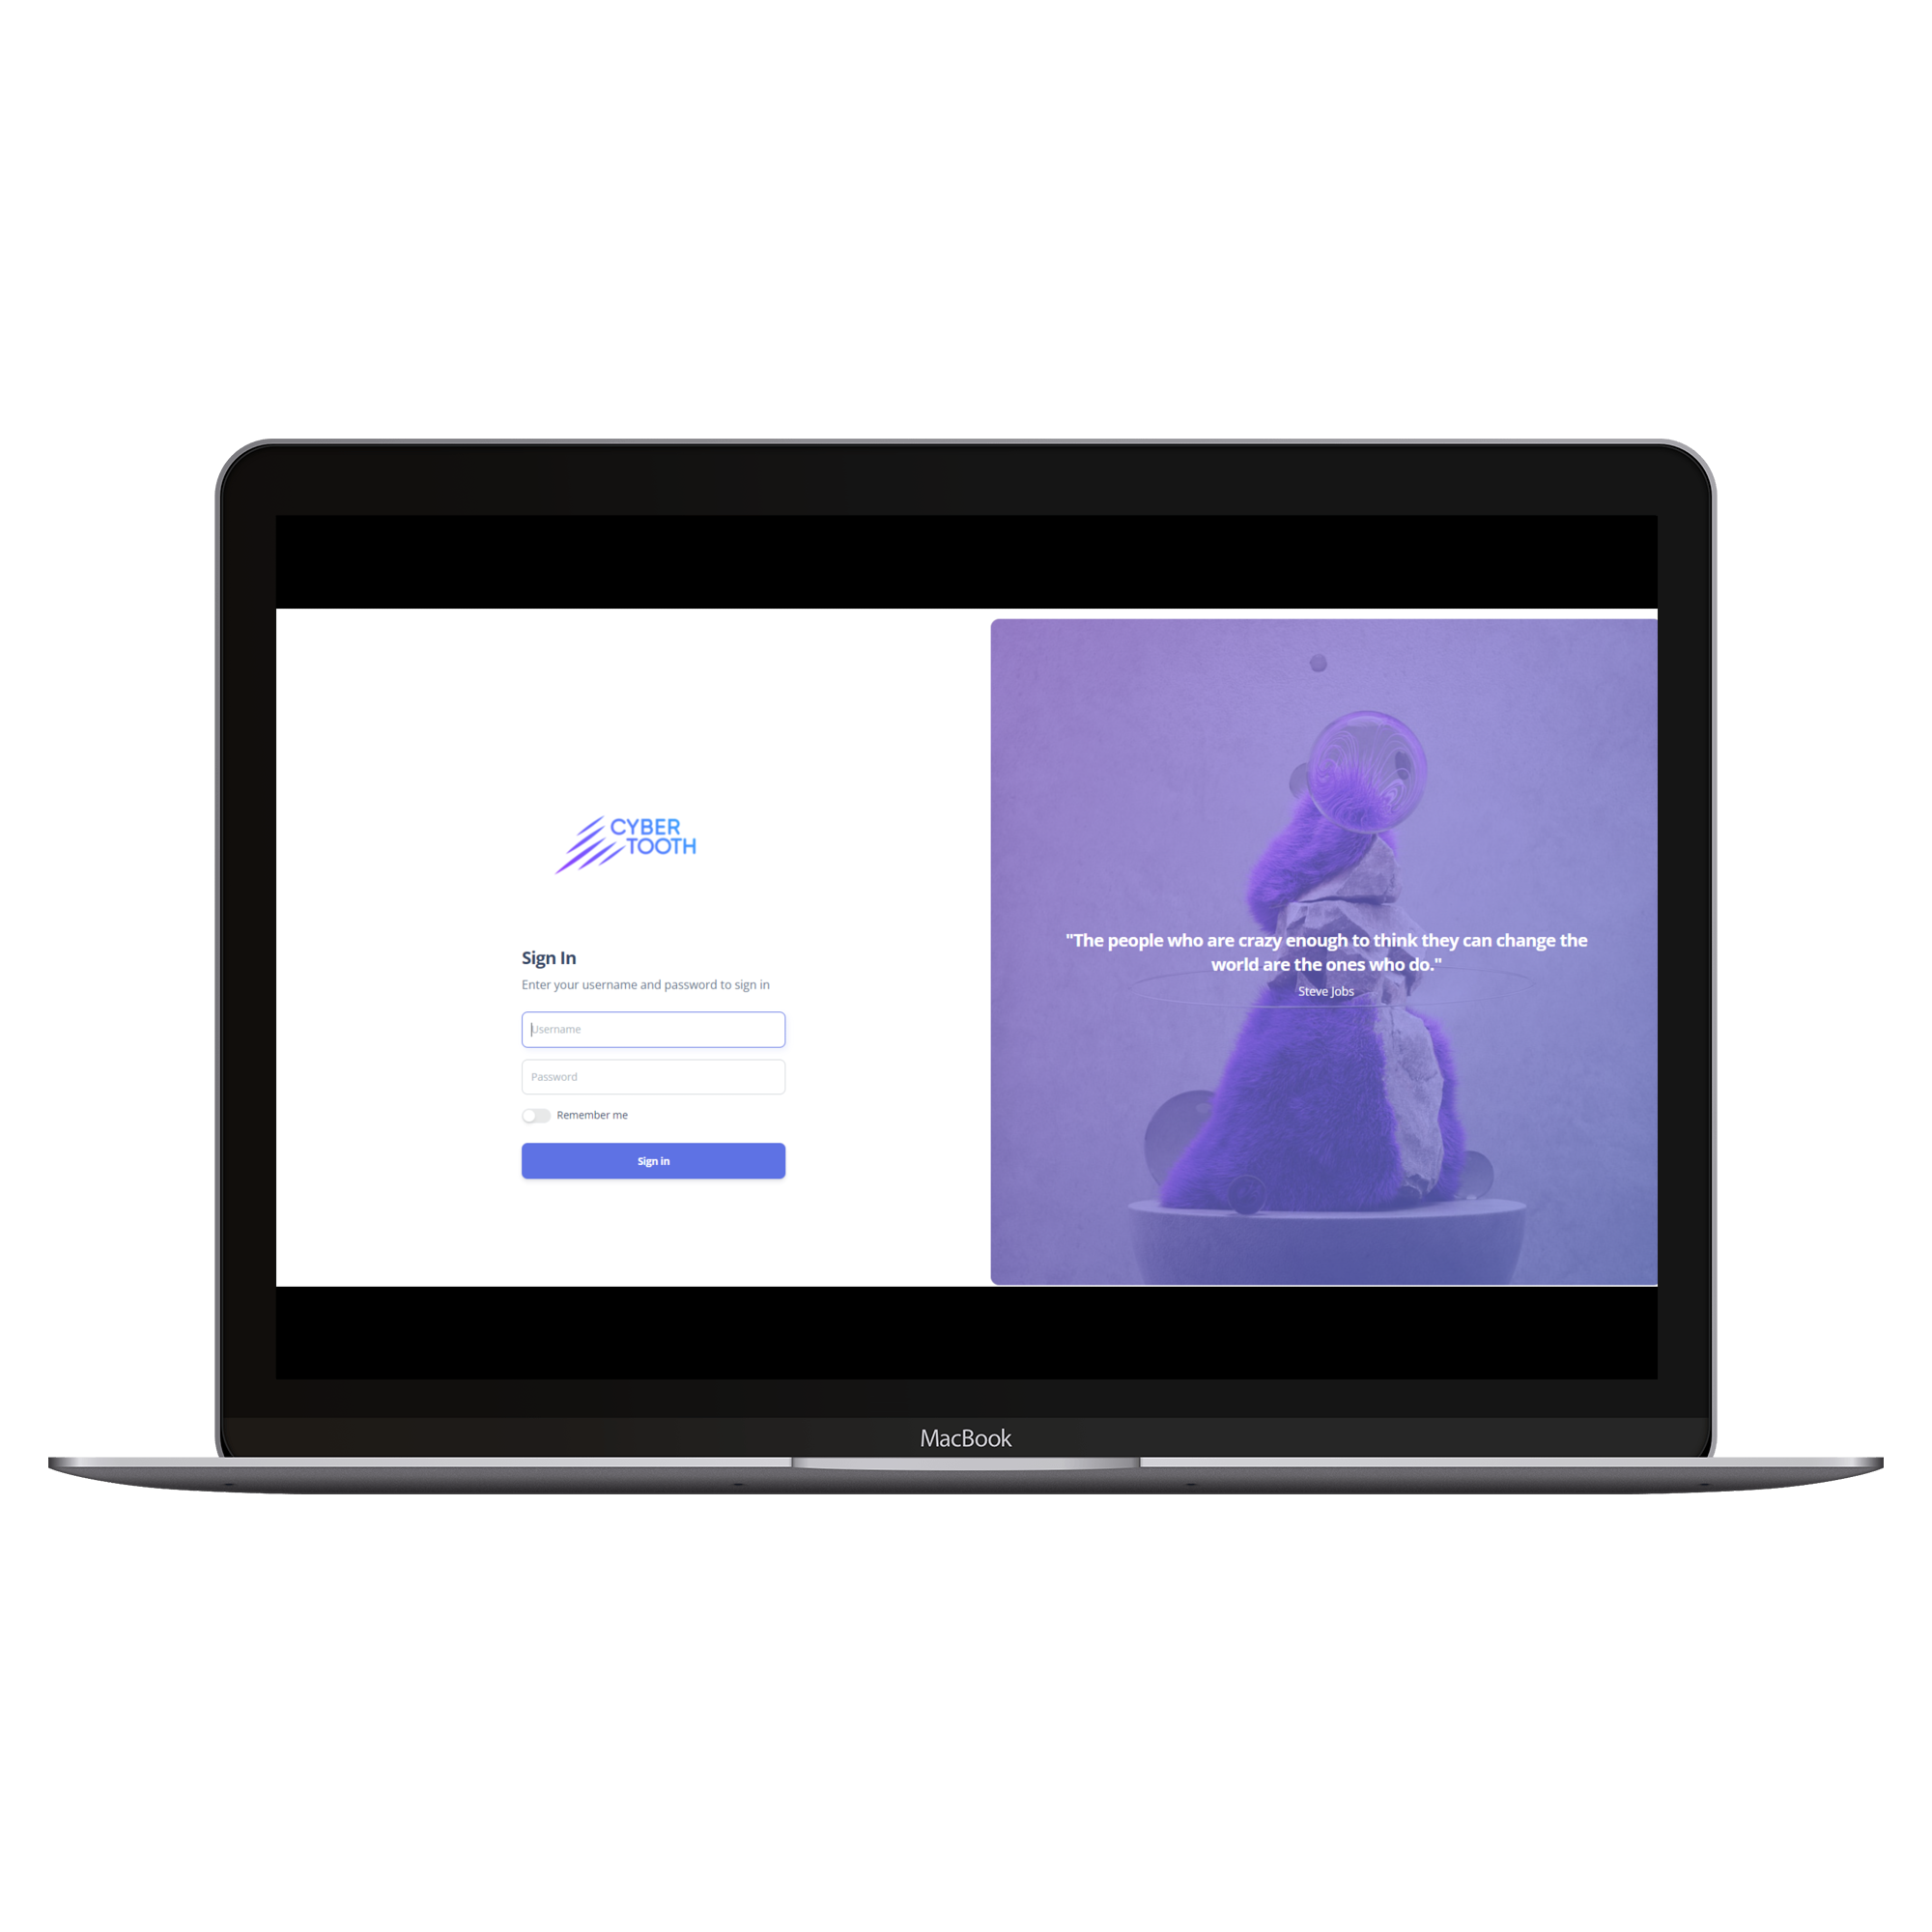 CYBER
TOOTH
Sign In
Enter your username and password to sign in
Username
Password
Remember me
Sign in
"The people who are crazy enough to think they can change the
world are the ones who do."
Steve Jobs
MacBook